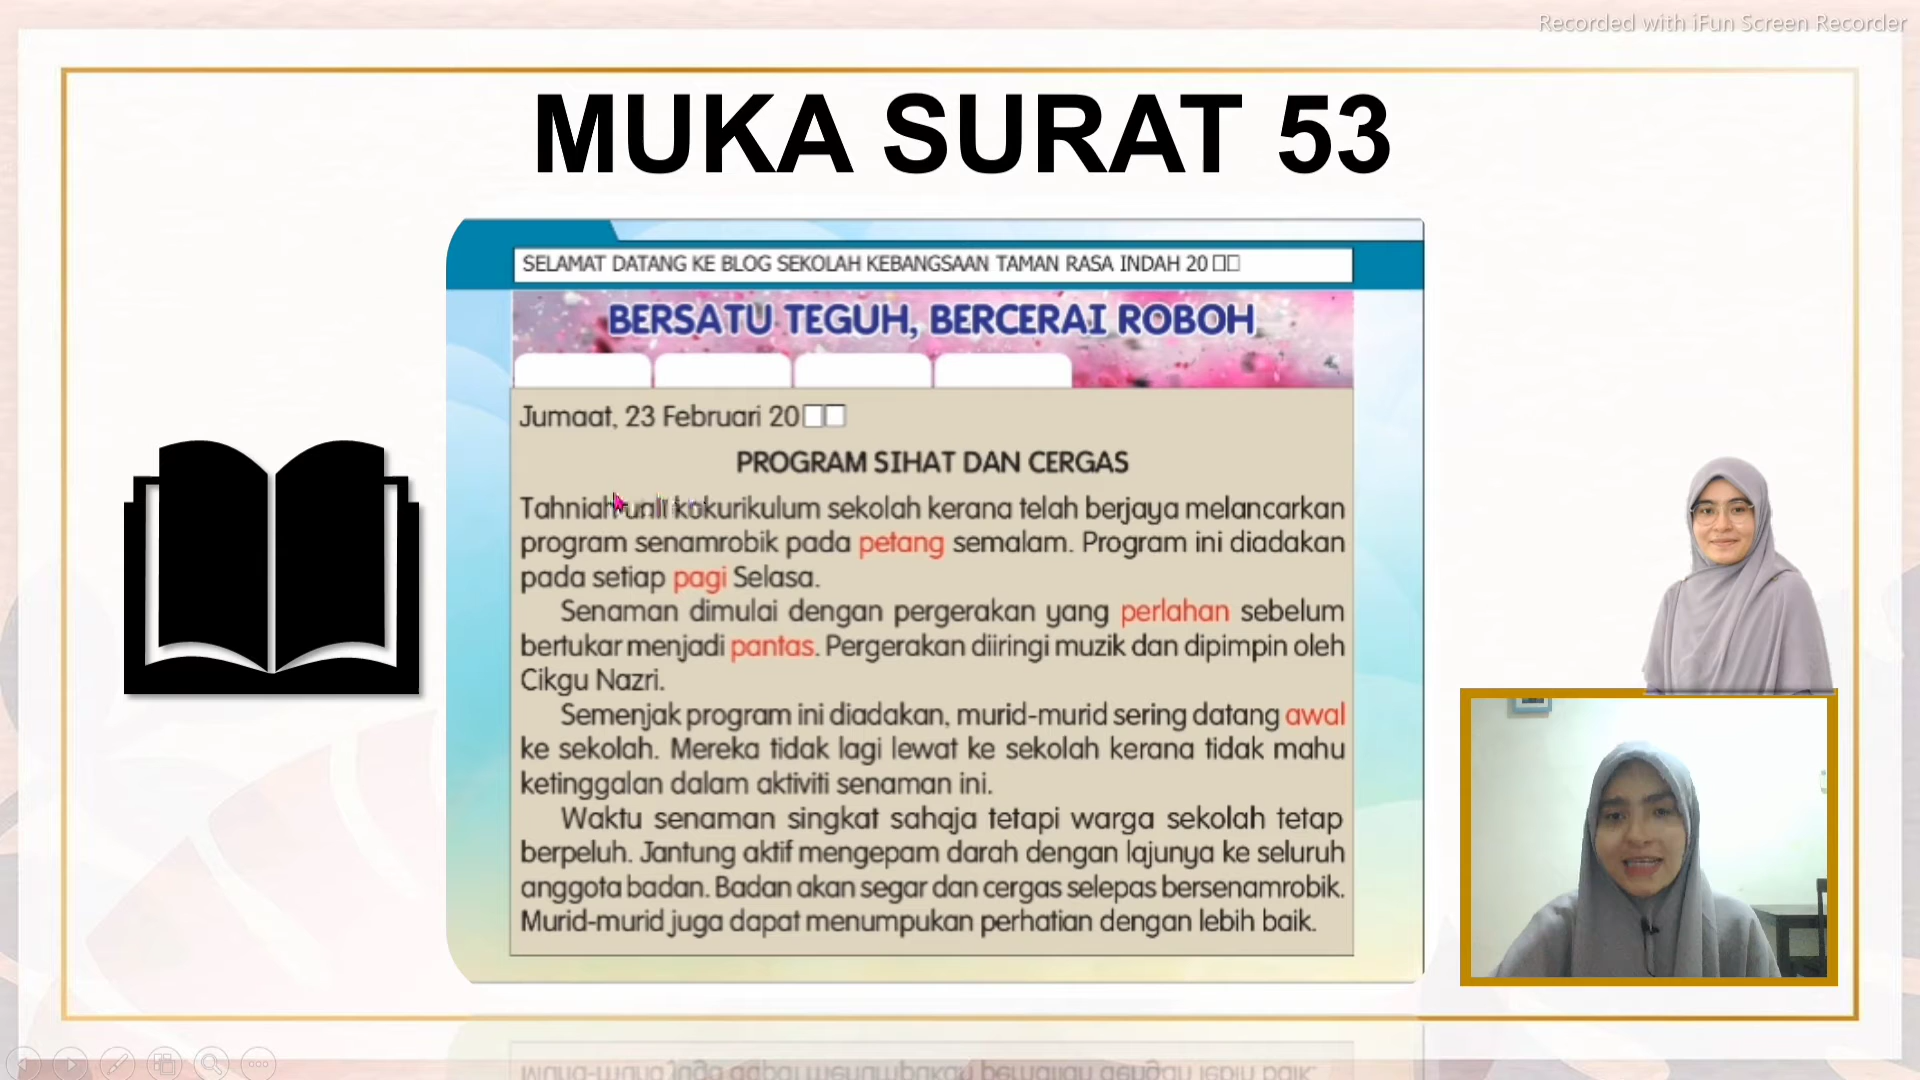 Recorded with iFun Screen Recorder
MUKA SURAT 53
SELAMAT DATANG KE BLOG SEKOLAH KEBANGSAAN TAMAN RASA INDAH 20□□
BERSATU TEGUH, BERCERAI ROBOH
Jumaat, 23 Februari 20□□
PROGRAM SIHAT DAN CERGAS
Tahniah unit kokurikulum sekolah kerana telah berjaya melancarkan
program senamrobik pada petang semalam. Program ini diadakan
pada setiap pagi Selasa.
Senaman dimulai dengan pergerakan yang perlahan sebelum
bertukar menjadi pantas. Pergerakan diiringi muzik dan dipimpin oleh
Cikgu Nazri.
Semenjak program ini diadakan, murid-murid sering datang awal
ke sekolah. Mereka tidak lagi lewat ke sekolah kerana tidak mahu
ketinggalan dalam aktiviti senaman ini.
Waktu senaman singkat sahaja tetapi warga sekolah tetap
berpeluh. Jantung aktif mengepam darah dengan lajunya ke seluruh
anggota badan. Badan akan segar dan cergas selepas bersenamrobik.
Murid-murid juga dapat menumpukan perhatian dengan lebih baik.